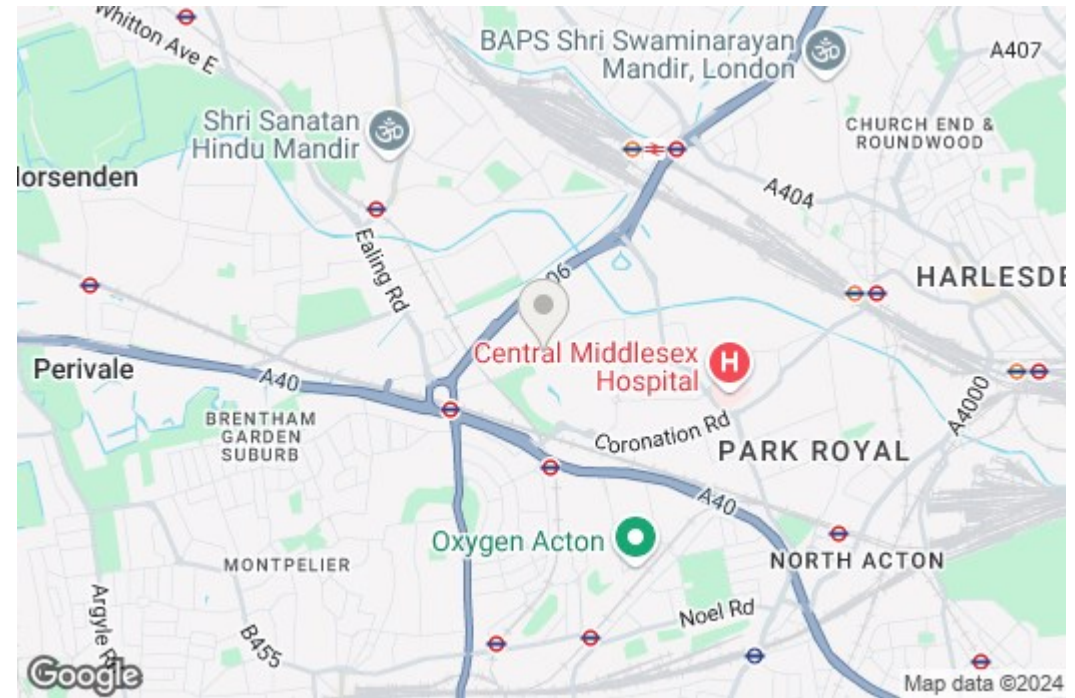 Whitton Ave E
BAPS Shri Swaminarayan
Mandir, London
A407
Shri Sanatan
Hindu Mandir
CHURCH END &
ROUNDWOOD
Horsenden
A404
Ealing Rd
06
HARLESDE
Central Middlesex
Hospital
H
Perivale
A40
A4000
BRENTHAM
GARDEN
SUBURB
Coronation Rd
PARK ROYAL
A40
Oxygen Acton
NORTH ACTON
MONTPELIER
Argyle R
Noel Rd
B455
Google
Map data ©2024